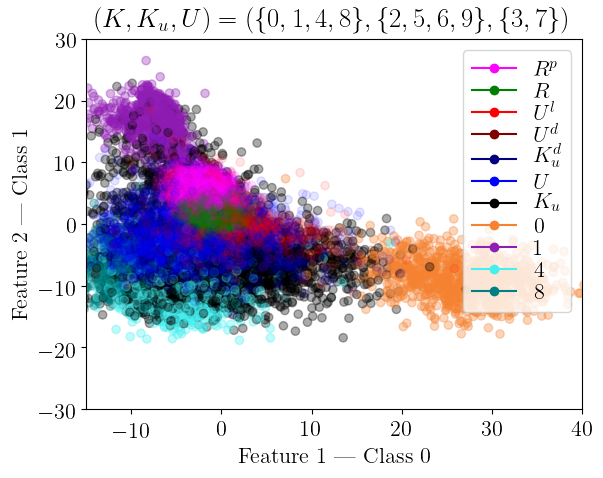 (K, K_u, U) = ({0, 1, 4, 8}, {2, 5, 6, 9}, {3, 7})
30
20
10
0
−10
−20
−30
Feature 2 — Class 1
R^p
R
U^l
U^d
K_u^d
U
K_u
0
1
4
8
−10 0 10 20 30 40
Feature 1 — Class 0